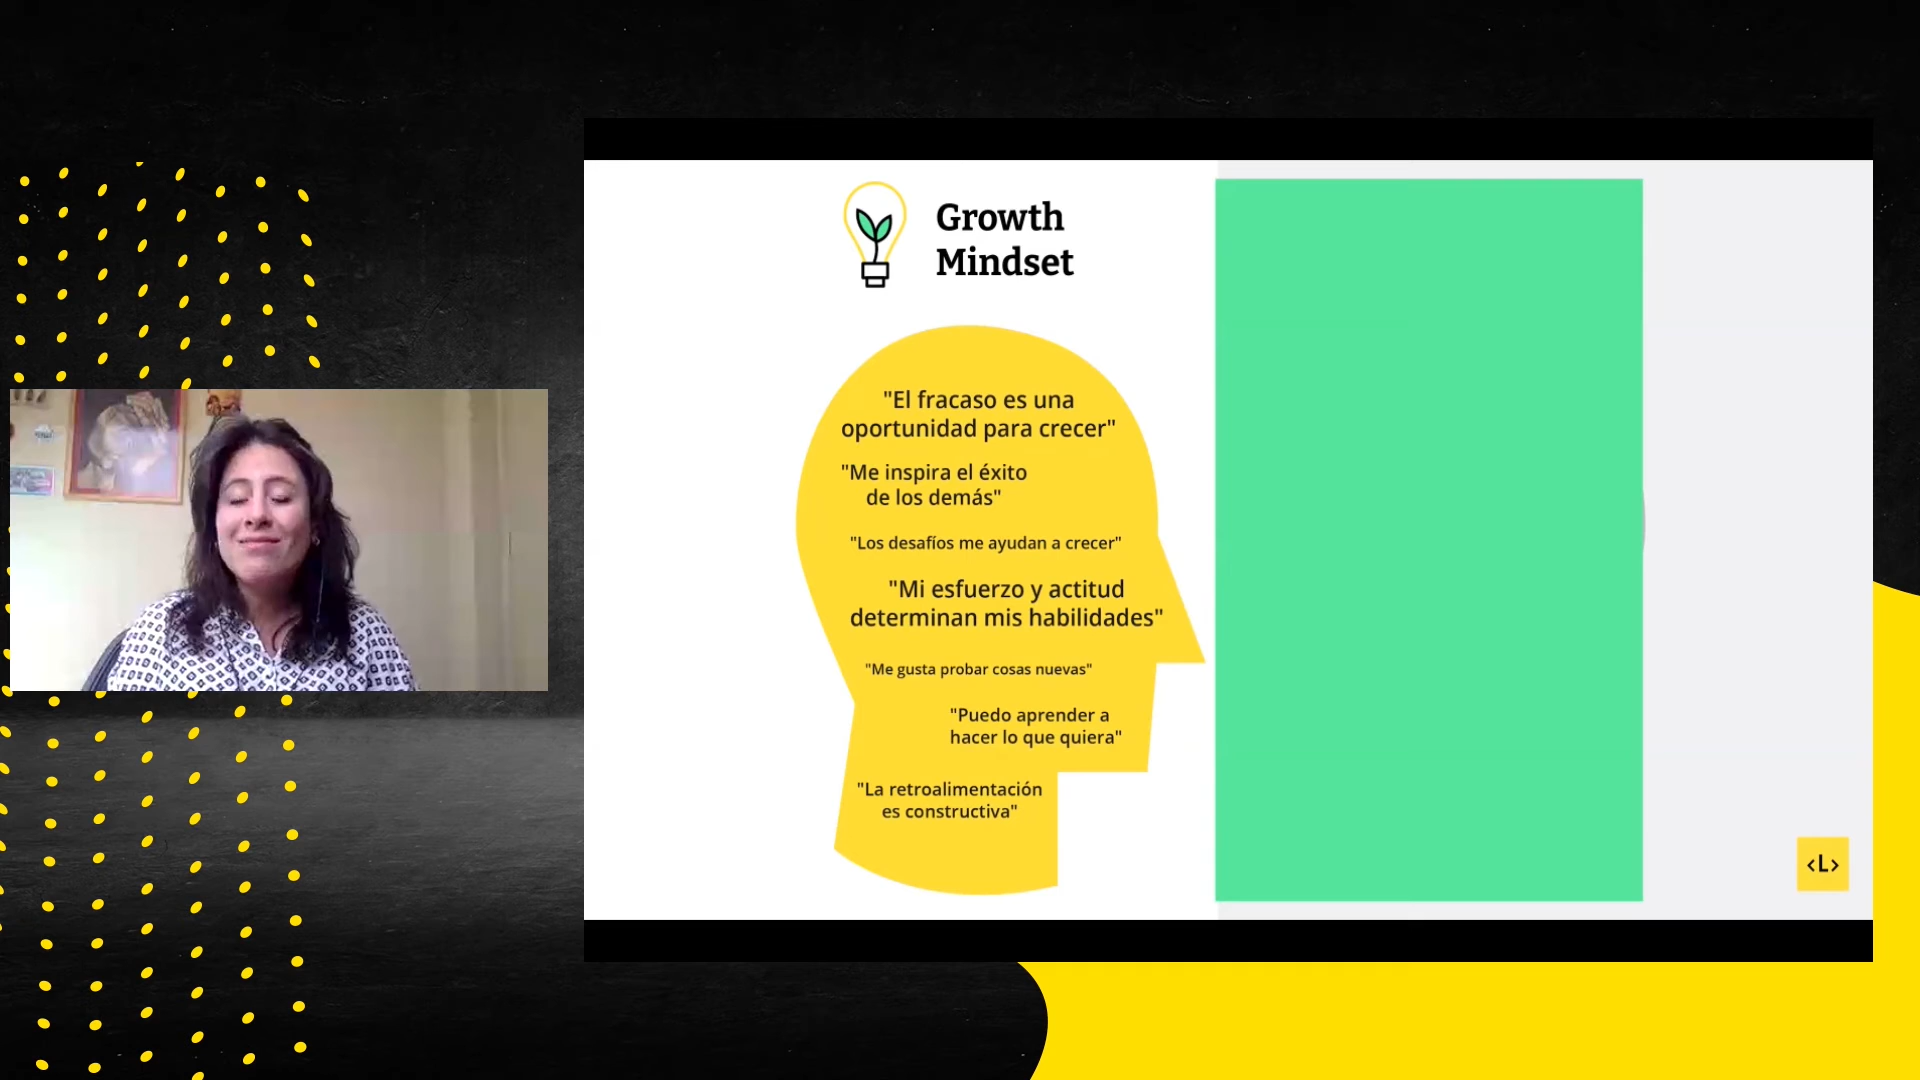 Growth
Mindset
"El fracaso es una
oportunidad para crecer"
"Me inspira el éxito
de los demás"
"Los desafíos me ayudan a crecer"
"Mi esfuerzo y actitud
determinan mis habilidades"
"Me gusta probar cosas nuevas"
"Puedo aprender a
hacer lo que quiera"
"La retroalimentación
es constructiva"
<L>